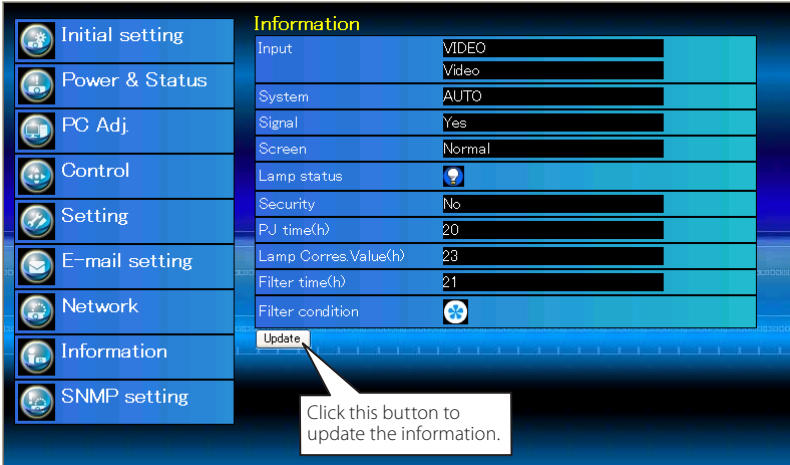 Initial setting
Power & Status
PC Adj.
Control
Setting
E-mail setting
Network
Information
SNMP setting
Information
Input VIDEO
Video
System AUTO
Signal Yes
Screen Normal
Lamp status
Security No
PJ time(h) 20
Lamp Corres.Value(h) 23
Filter time(h) 21
Filter condition
Update
Click this button to
update the information.